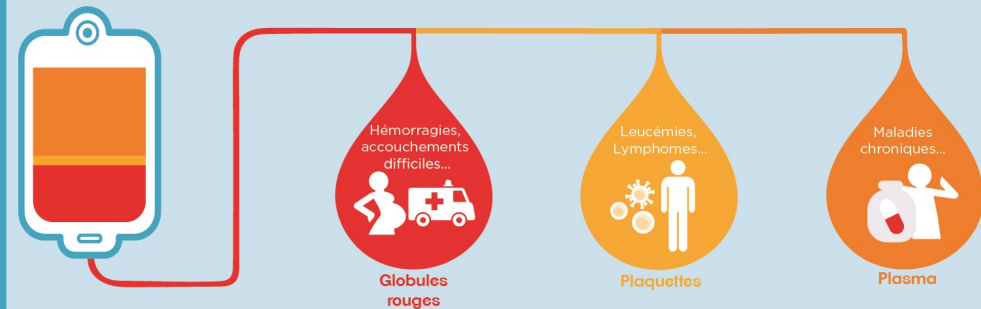 Hémorragies,
accouchements
difficiles...
Globules
rouges
Leucémies,
Lymphomes...
Plaquettes
Maladies
chroniques...
Plasma